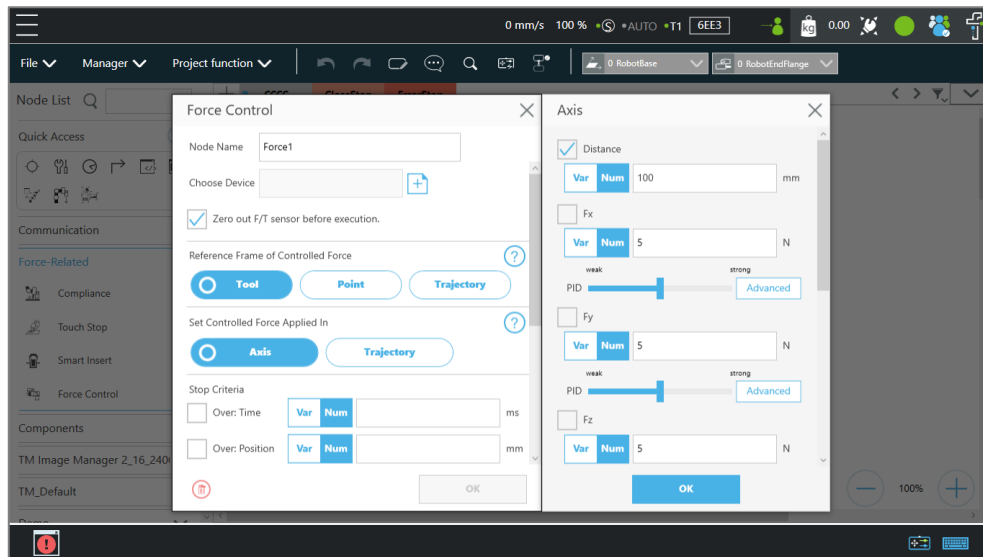 0 mm/s 100 % •Ⓢ •AUTO •T1 6EE3 kg 0.00
File Manager Project function 0 RobotBase 0 RobotEndFlange
Node List
Quick Access
Communication
Force-Related
Compliance
Touch Stop
Smart Insert
Force Control
Components
TM Image Manager 2_16_240
TM_Default
Force Control
Node Name Force1
Choose Device
Zero out F/T sensor before execution.
Reference Frame of Controlled Force ?
Tool Point Trajectory
Set Controlled Force Applied In ?
Axis Trajectory
Stop Criteria
Over: Time Var Num ms
Over: Position Var Num mm
OK
Axis
Distance
Var Num 100 mm
Fx
Var Num 5 N
weak strong
PID Advanced
Fy
Var Num 5 N
weak strong
PID Advanced
Fz
Var Num 5 N
OK
100%